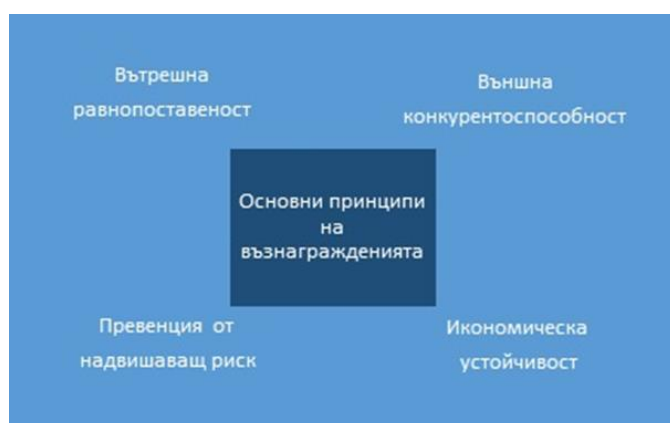 Вътрешна
равнопоставеност
Външна
конкурентоспособност
Основни принципи
на
възнагражденията
Превенция от
надвишаващ риск
Икономическа
устойчивост